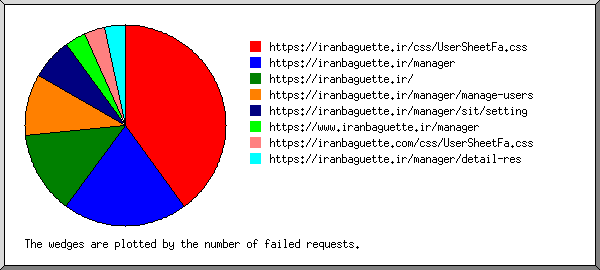 https://iranbaguette.ir/css/UserSheetFa.css
https://iranbaguette.ir/manager
https://iranbaguette.ir/
https://iranbaguette.ir/manager/manage-users
https://iranbaguette.ir/manager/sit/setting
https://www.iranbaguette.ir/manager
https://iranbaguette.com/css/UserSheetFa.css
https://iranbaguette.ir/manager/detail-res
The wedges are plotted by the number of failed requests.